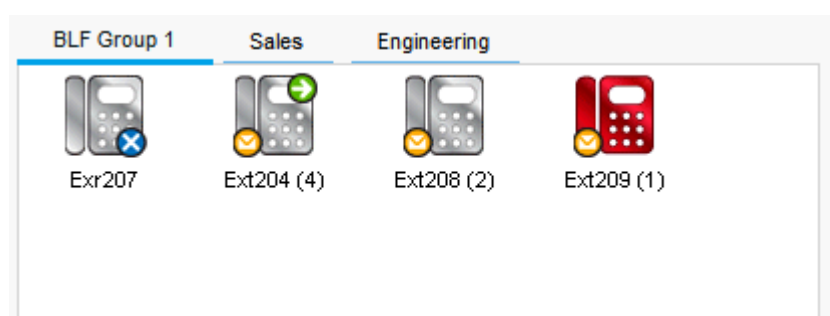 BLF Group 1 Sales Engineering
Exr207 Ext204 (4) Ext208 (2) Ext209 (1)